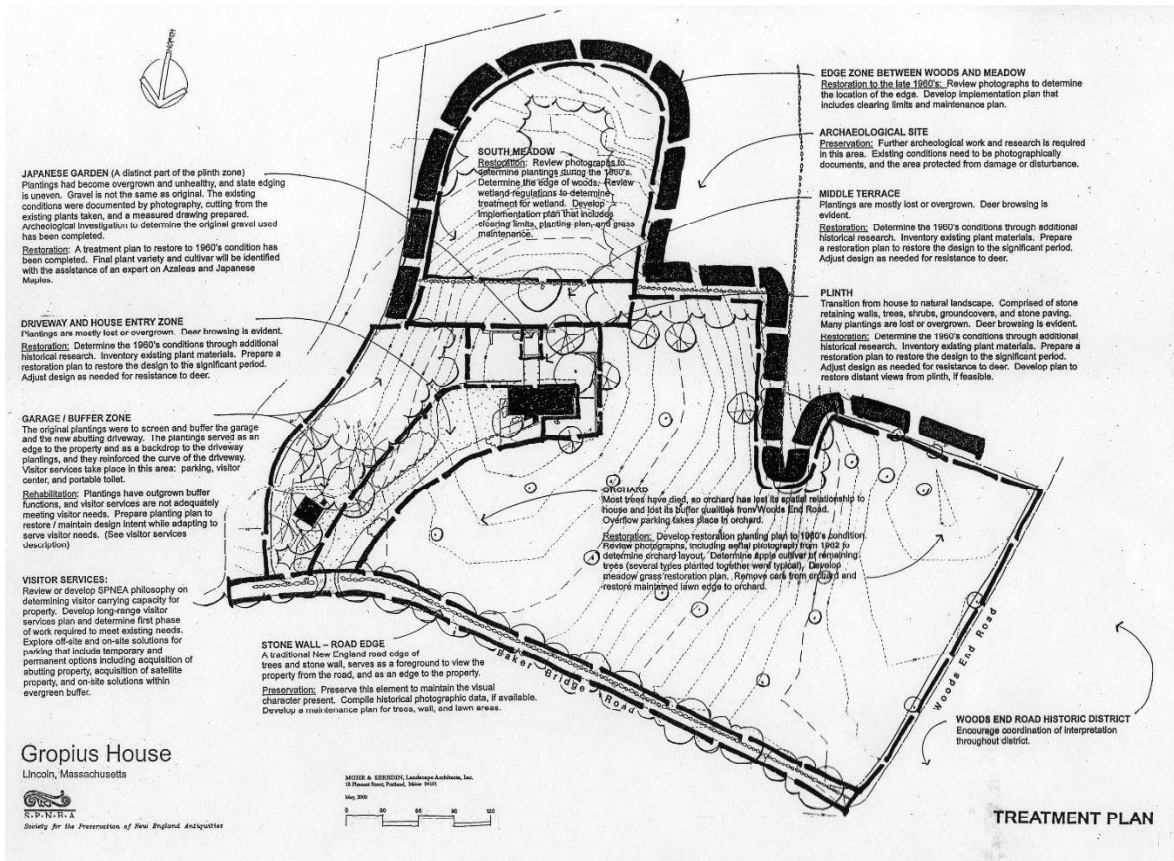 NORTH
JAPANESE GARDEN (A distinct part of the plinth zone)
Plantings had become overgrown and unhealthy, and slate edging
is uneven. Gravel is not the same as original. The existing
conditions were documented by photography, cutting from the
existing plants taken, and a measured drawing prepared.
Archeological investigation to determine the original gravel used
has been completed.
Restoration: A treatment plan to restore to 1960's condition has
been completed. Final plant variety and cultivar will be identified
with the assistance of an expert on Azaleas and Japanese
Maples.
DRIVEWAY AND HOUSE ENTRY ZONE
Plantings are mostly lost or overgrown. Deer browsing is evident.
Restoration: Determine the 1960's conditions through additional
historical research. Inventory existing plant materials. Prepare a
restoration plan to restore the design to the significant period.
Adjust design as needed for resistance to deer.
GARAGE / BUFFER ZONE
The original plantings were to screen and buffer the garage
and the new abutting driveway. The plantings served as an
edge to the property and as a backdrop to the driveway
plantings, and they reinforced the curve of the driveway.
Visitor services take place in this area: parking, visitor
center, and portable toilet.
Rehabilitation: Plantings have outgrown buffer
functions, and visitor services are not adequately
meeting visitor needs. Prepare planting plan to
restore / maintain design intent while adapting to
serve visitor needs. (See visitor services
description)
VISITOR SERVICES:
Review or develop SPNEA philosophy on
determining visitor carrying capacity for
property. Develop long-range visitor
services plan and determine first phase
of work required to meet existing needs.
Explore off-site and on-site solutions for
parking that include temporary and
permanent options including acquisition of
abutting property, acquisition of satellite
property, and on-site solutions within
evergreen buffer.
SOUTH MEADOW
Restoration: Review photographs to
determine plantings during the 1960's.
Determine the edge of woods. Review
wetland regulations to determine
treatment for wetland. Develop
implementation plan that includes
clearing limits, planting plan, and grass
maintenance.
EDGE ZONE BETWEEN WOODS AND MEADOW
Restoration to the late 1960's: Review photographs to determine
the location of the edge. Develop implementation plan that
includes clearing limits and maintenance plan.
ARCHAEOLOGICAL SITE
Preservation: Further archeological work and research is required
in this area. Existing conditions need to be photographically
documents, and the area protected from damage or disturbance.
MIDDLE TERRACE
Plantings are mostly lost or overgrown. Deer browsing is
evident.
Restoration: Determine the 1960's conditions through additional
historical research. Inventory existing plant materials. Prepare
a restoration plan to restore the design to the significant period.
Adjust design as needed for resistance to deer.
PLINTH
Transition from house to natural landscape. Comprised of stone
retaining walls, trees, shrubs, groundcovers, and stone paving.
Many plantings are lost or overgrown. Deer browsing is evident.
Restoration: Determine the 1960's conditions through additional
historical research. Inventory existing plant materials. Prepare a
restoration plan to restore the design to the significant period.
Adjust design as needed for resistance to deer. Develop plan to
restore distant views from plinth, if feasible.
ORCHARD
Most trees have died, so orchard has lost its spatial relationship to
house and lost its buffer qualities from Woods End Road.
Overflow parking takes place in orchard.
Restoration: Develop restoration planting plan to 1960's condition.
Review photographs, including aerial photograph from 1962 to
determine orchard layout. Determine Apple cultivar of remaining
trees (several types planted together were typical). Develop
meadow grass restoration plan. Remove cars from orchard and
restore maintained lawn edge to orchard.
STONE WALL – ROAD EDGE
A traditional New England road edge of
trees and stone wall, serves as a foreground to view the
property from the road, and as an edge to the property.
Preservation: Preserve this element to maintain the visual
character present. Compile historical photographic data, if available.
Develop a maintenance plan for trees, wall, and lawn areas.
Baker Bridge Road
Woods End Road
WOODS END ROAD HISTORIC DISTRICT
Encourage coordination of interpretation
throughout district.
Gropius House
Lincoln, Massachusetts
S.P.N.E.A
Society for the Preservation of New England Antiquities
MOHR & SEREDIN, Landscape Architects, Inc.
18 Pleasant Street, Portland, Maine 04101
May, 2000
0 30 60 90 120
TREATMENT PLAN